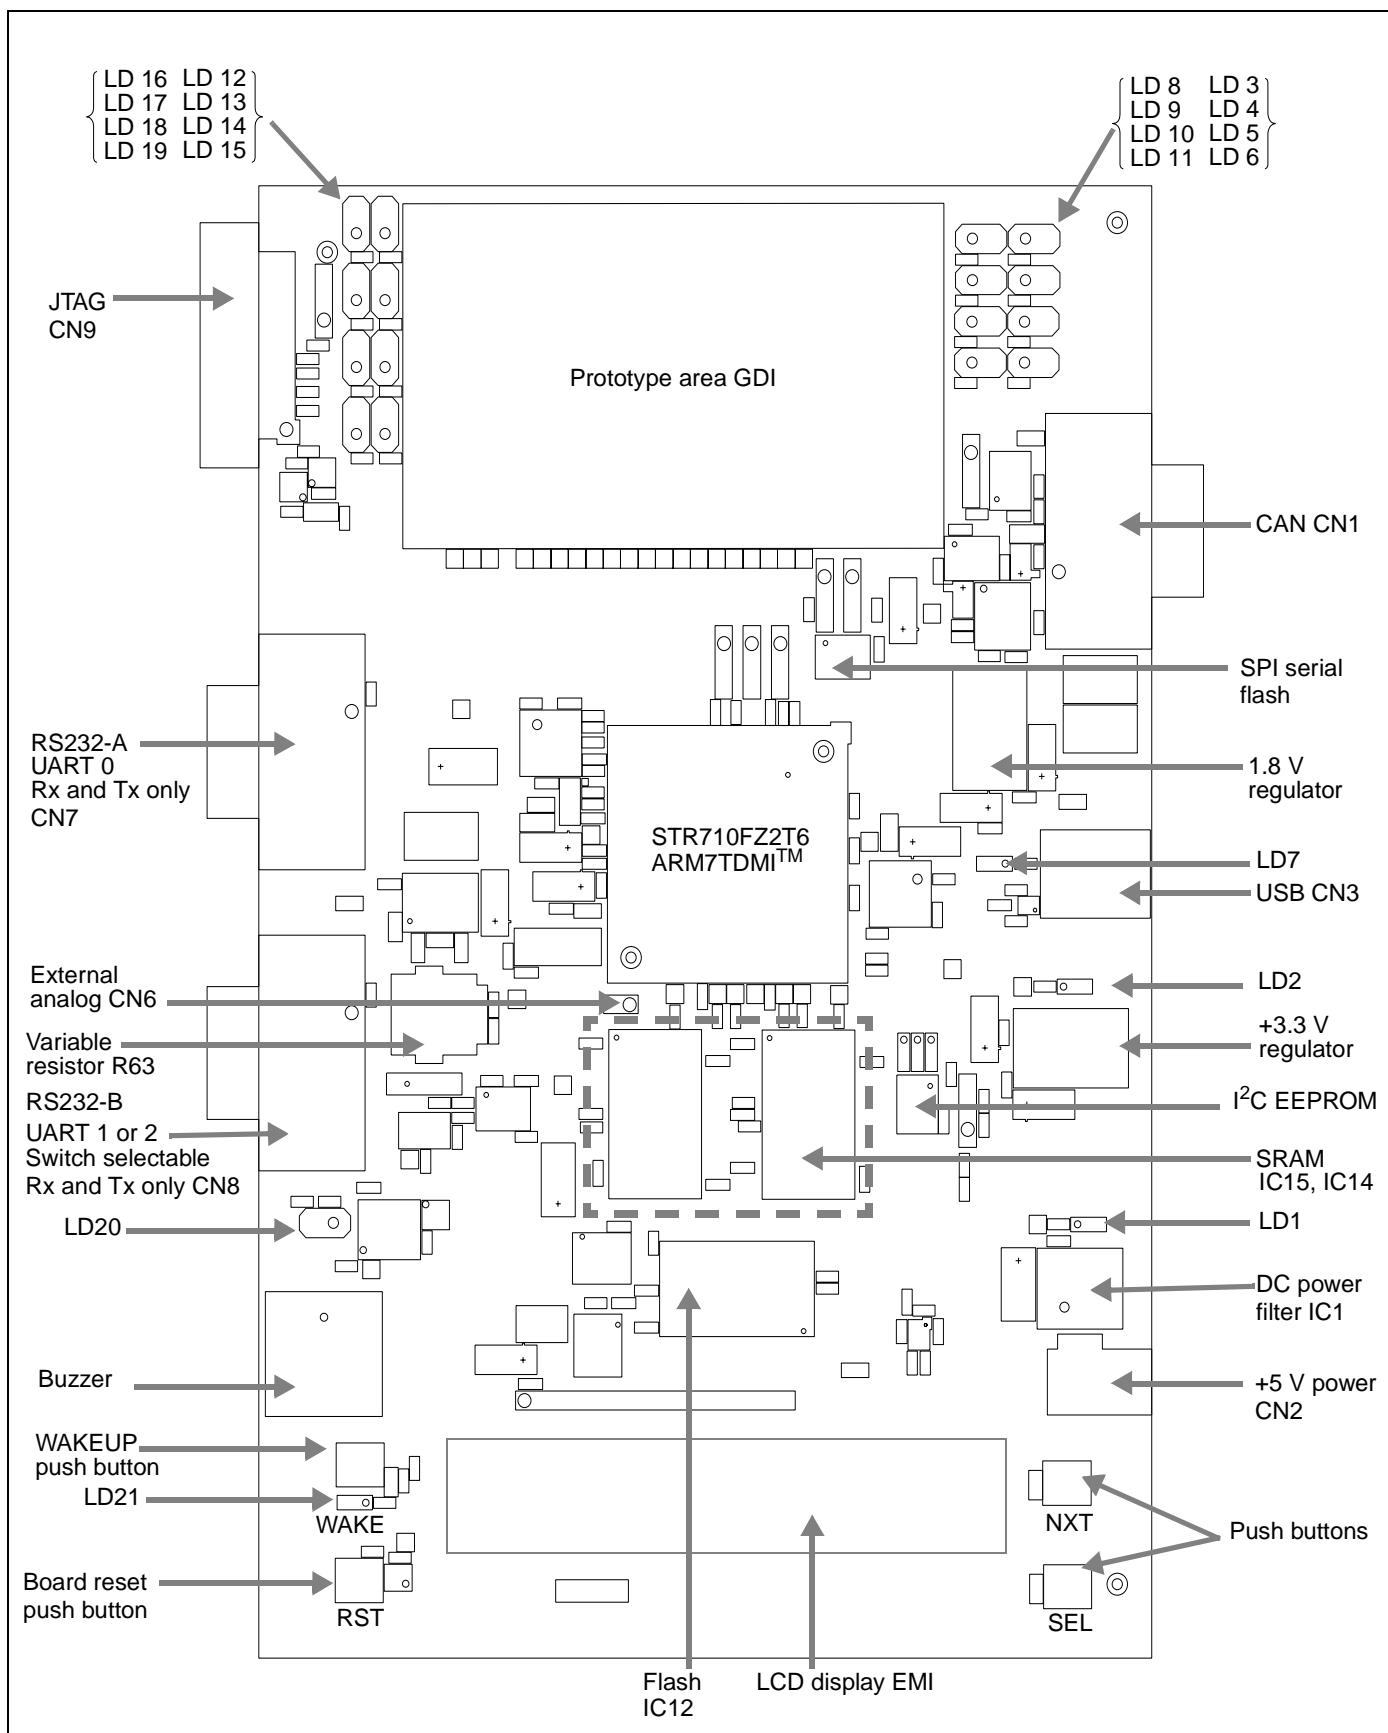 LD 16 LD 12
LD 17 LD 13
LD 18 LD 14
LD 19 LD 15
LD 8 LD 3
LD 9 LD 4
LD 10 LD 5
LD 11 LD 6
JTAG
CN9
Prototype area GDI
CAN CN1
SPI serial
flash
RS232-A
UART 0
Rx and Tx only
CN7
1.8 V
regulator
STR710FZ2T6
ARM7TDMI™
LD7
USB CN3
External
analog CN6
LD2
Variable
resistor R63
+3.3 V
regulator
RS232-B
UART 1 or 2
Switch selectable
Rx and Tx only CN8
I²C EEPROM
SRAM
IC15, IC14
LD20
LD1
DC power
filter IC1
Buzzer
+5 V power
CN2
WAKEUP
push button
LD21
WAKE
NXT
Push buttons
Board reset
push button
RST
SEL
Flash
IC12
LCD display EMI